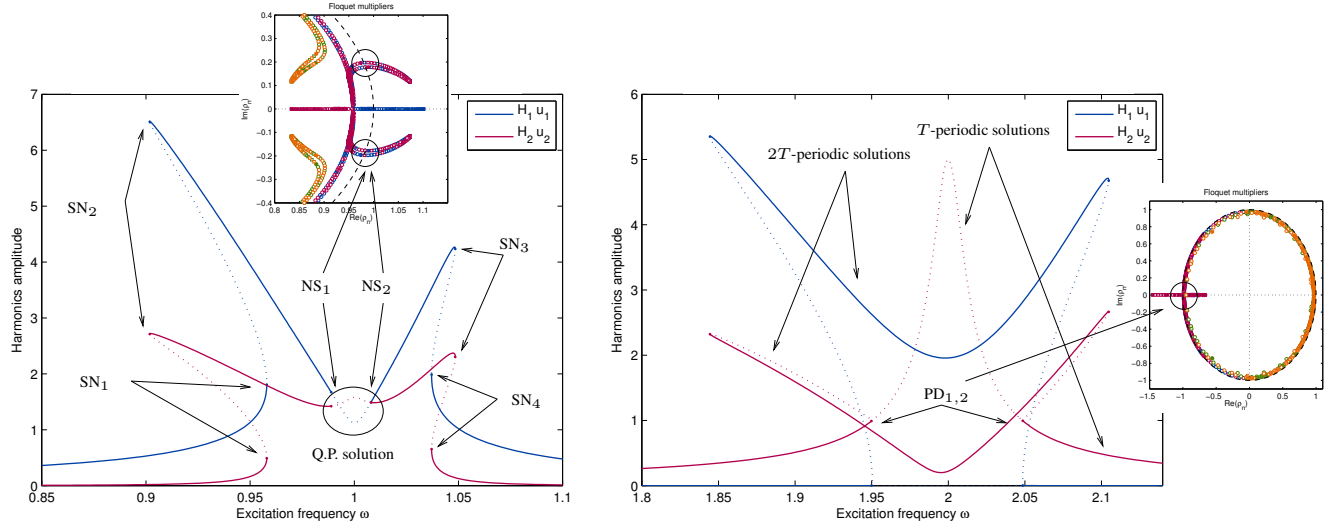 Floquet multipliers
0.4
0.3
0.2
0.1
0
-0.1
-0.2
-0.3
-0.4
Im(ρn)
0.8 0.85 0.9 0.95 1 1.05 1.1
Re(ρn)
7
6
5
4
3
2
1
0
Harmonics amplitude
H1 u1
H2 u2
SN2
SN3
NS1
NS2
SN1
SN4
Q.P. solution
0.85 0.9 0.95 1 1.05 1.1
Excitation frequency ω
6
5
4
3
2
1
0
Harmonics amplitude
H1 u1
H2 u2
T-periodic solutions
2T-periodic solutions
PD1,2
1.8 1.85 1.9 1.95 2 2.05 2.1
Excitation frequency ω
Floquet multipliers
1
0.8
0.6
0.4
0.2
0
-0.2
-0.4
-0.6
-0.8
-1
Im(ρn)
-1.5 -1 -0.5 0 0.5 1
Re(ρn)